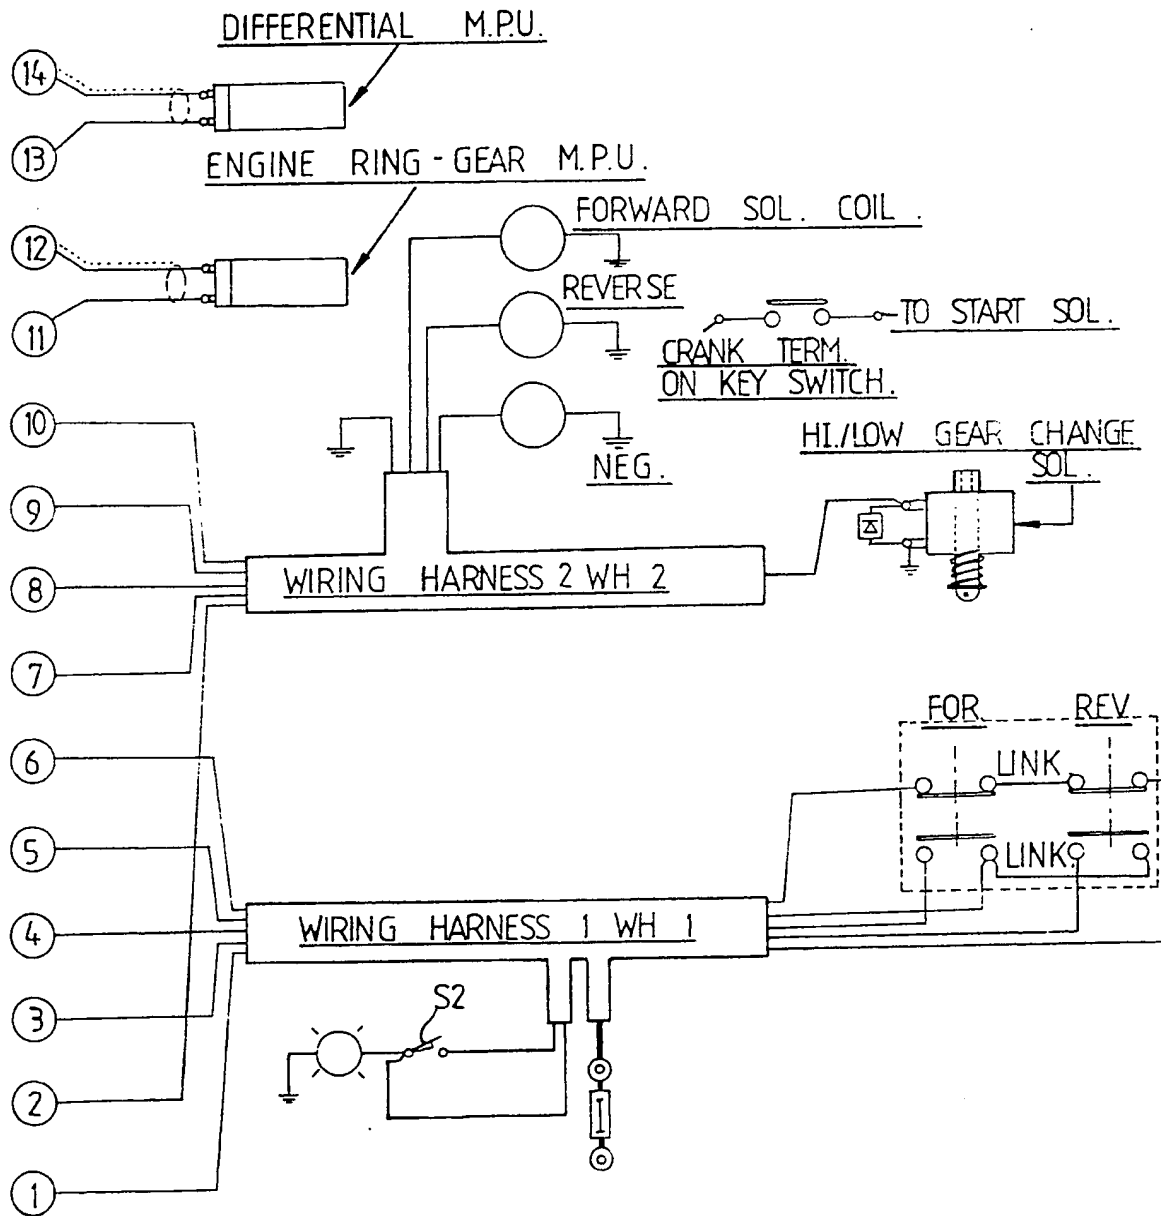 DIFFERENTIAL M.P.U.
14
13
ENGINE RING-GEAR M.P.U.
12
11
FORWARD SOL. COIL.
REVERSE
TO START SOL.
CRANK TERM.
ON KEY SWITCH.
10
NEG.
HI./LOW GEAR CHANGE
SOL.
9
8
WIRING HARNESS 2 WH 2
7
FOR.
REV
6
LINK.
5
LINK.
4
WIRING HARNESS 1 WH 1
3
S2
2
1